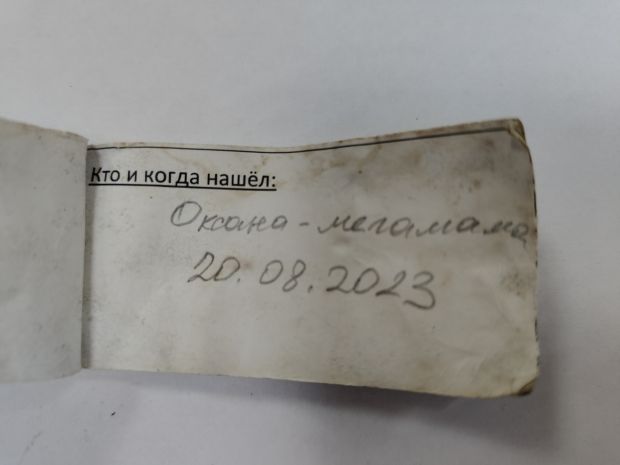 Кто и когда нашёл:
Оксана - мегамама
20.08.2023